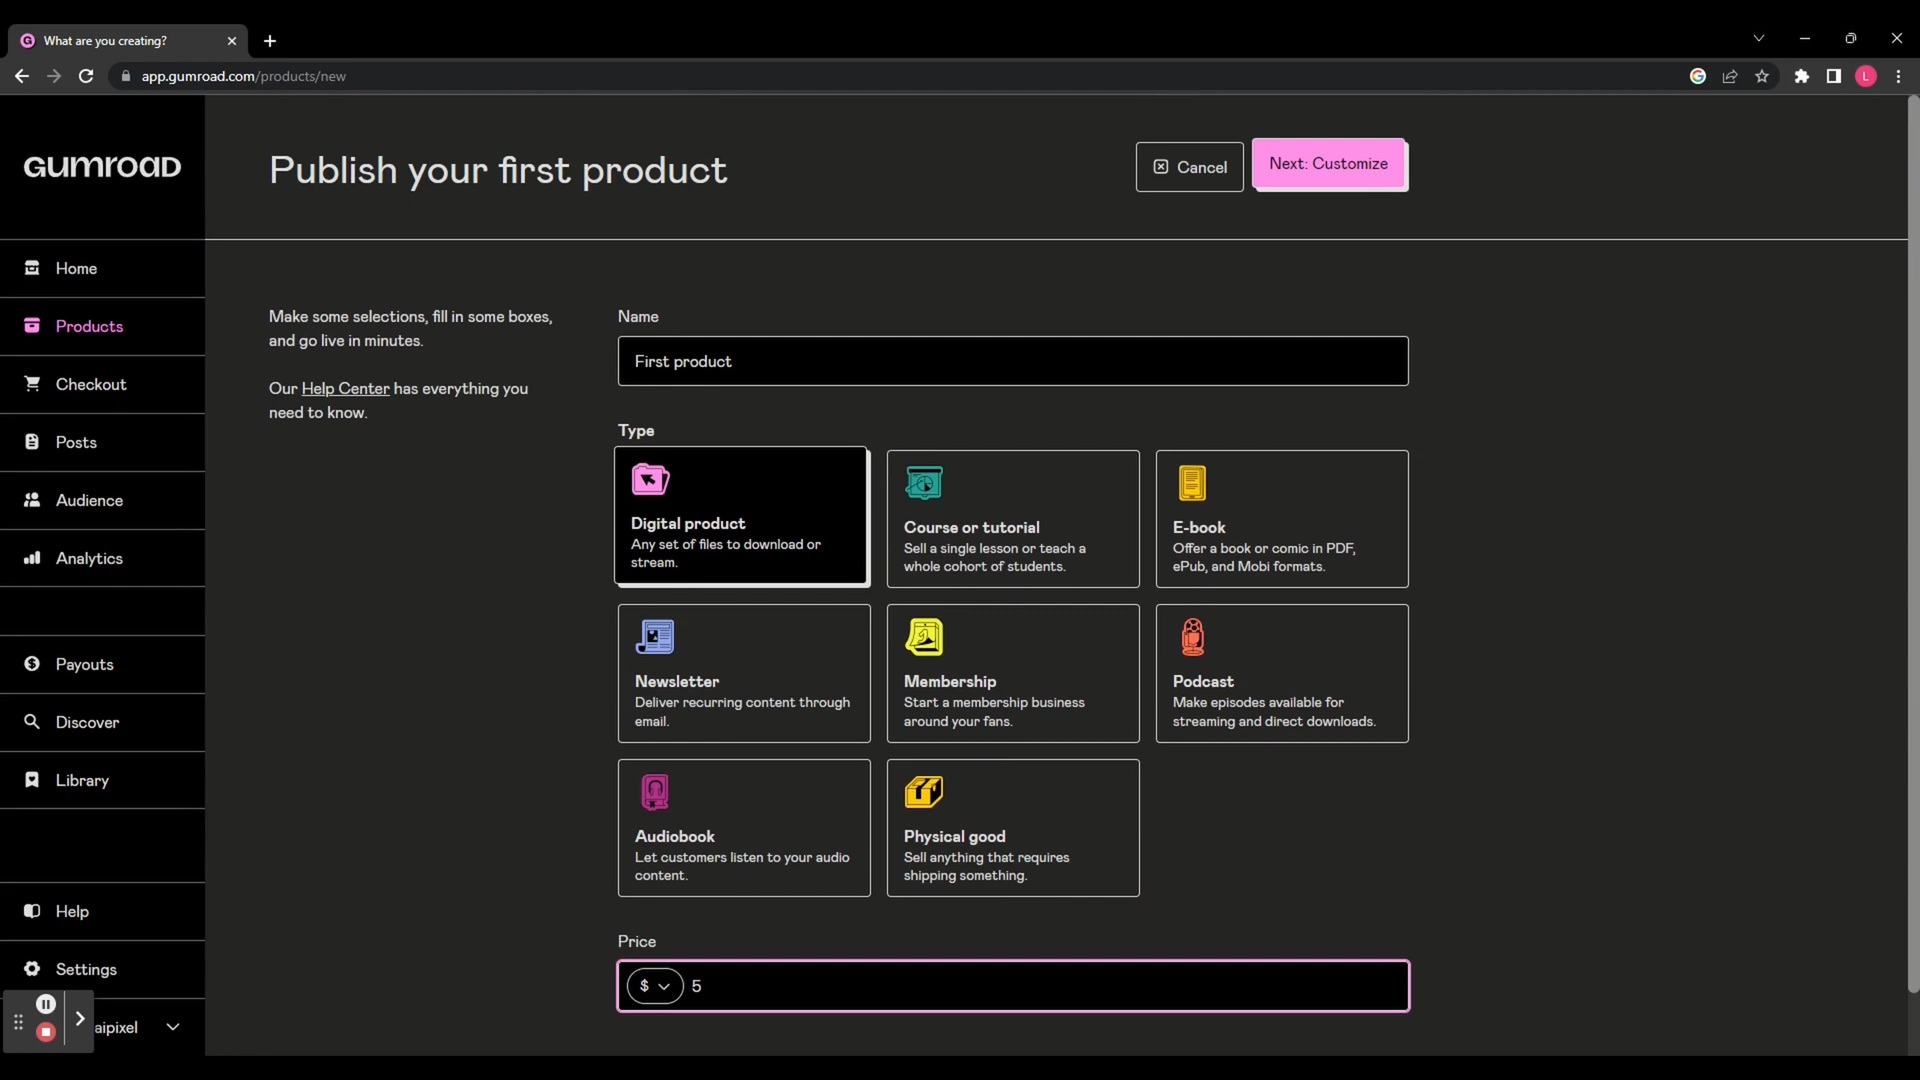 What are you creating?
app.gumroad.com/products/new
L
GUMROAD
Publish your first product
Cancel
Next: Customize
Home
Products
Checkout
Posts
Audience
Analytics
Payouts
Discover
Library
Help
Settings
aipixel
Make some selections, fill in some boxes,
and go live in minutes.
Our Help Center has everything you
need to know.
Name
First product
Type
Digital product
Any set of files to download or
stream.
Course or tutorial
Sell a single lesson or teach a
whole cohort of students.
E-book
Offer a book or comic in PDF,
ePub, and Mobi formats.
Newsletter
Deliver recurring content through
email.
Membership
Start a membership business
around your fans.
Podcast
Make episodes available for
streaming and direct downloads.
Audiobook
Let customers listen to your audio
content.
Physical good
Sell anything that requires
shipping something.
Price
$ 5